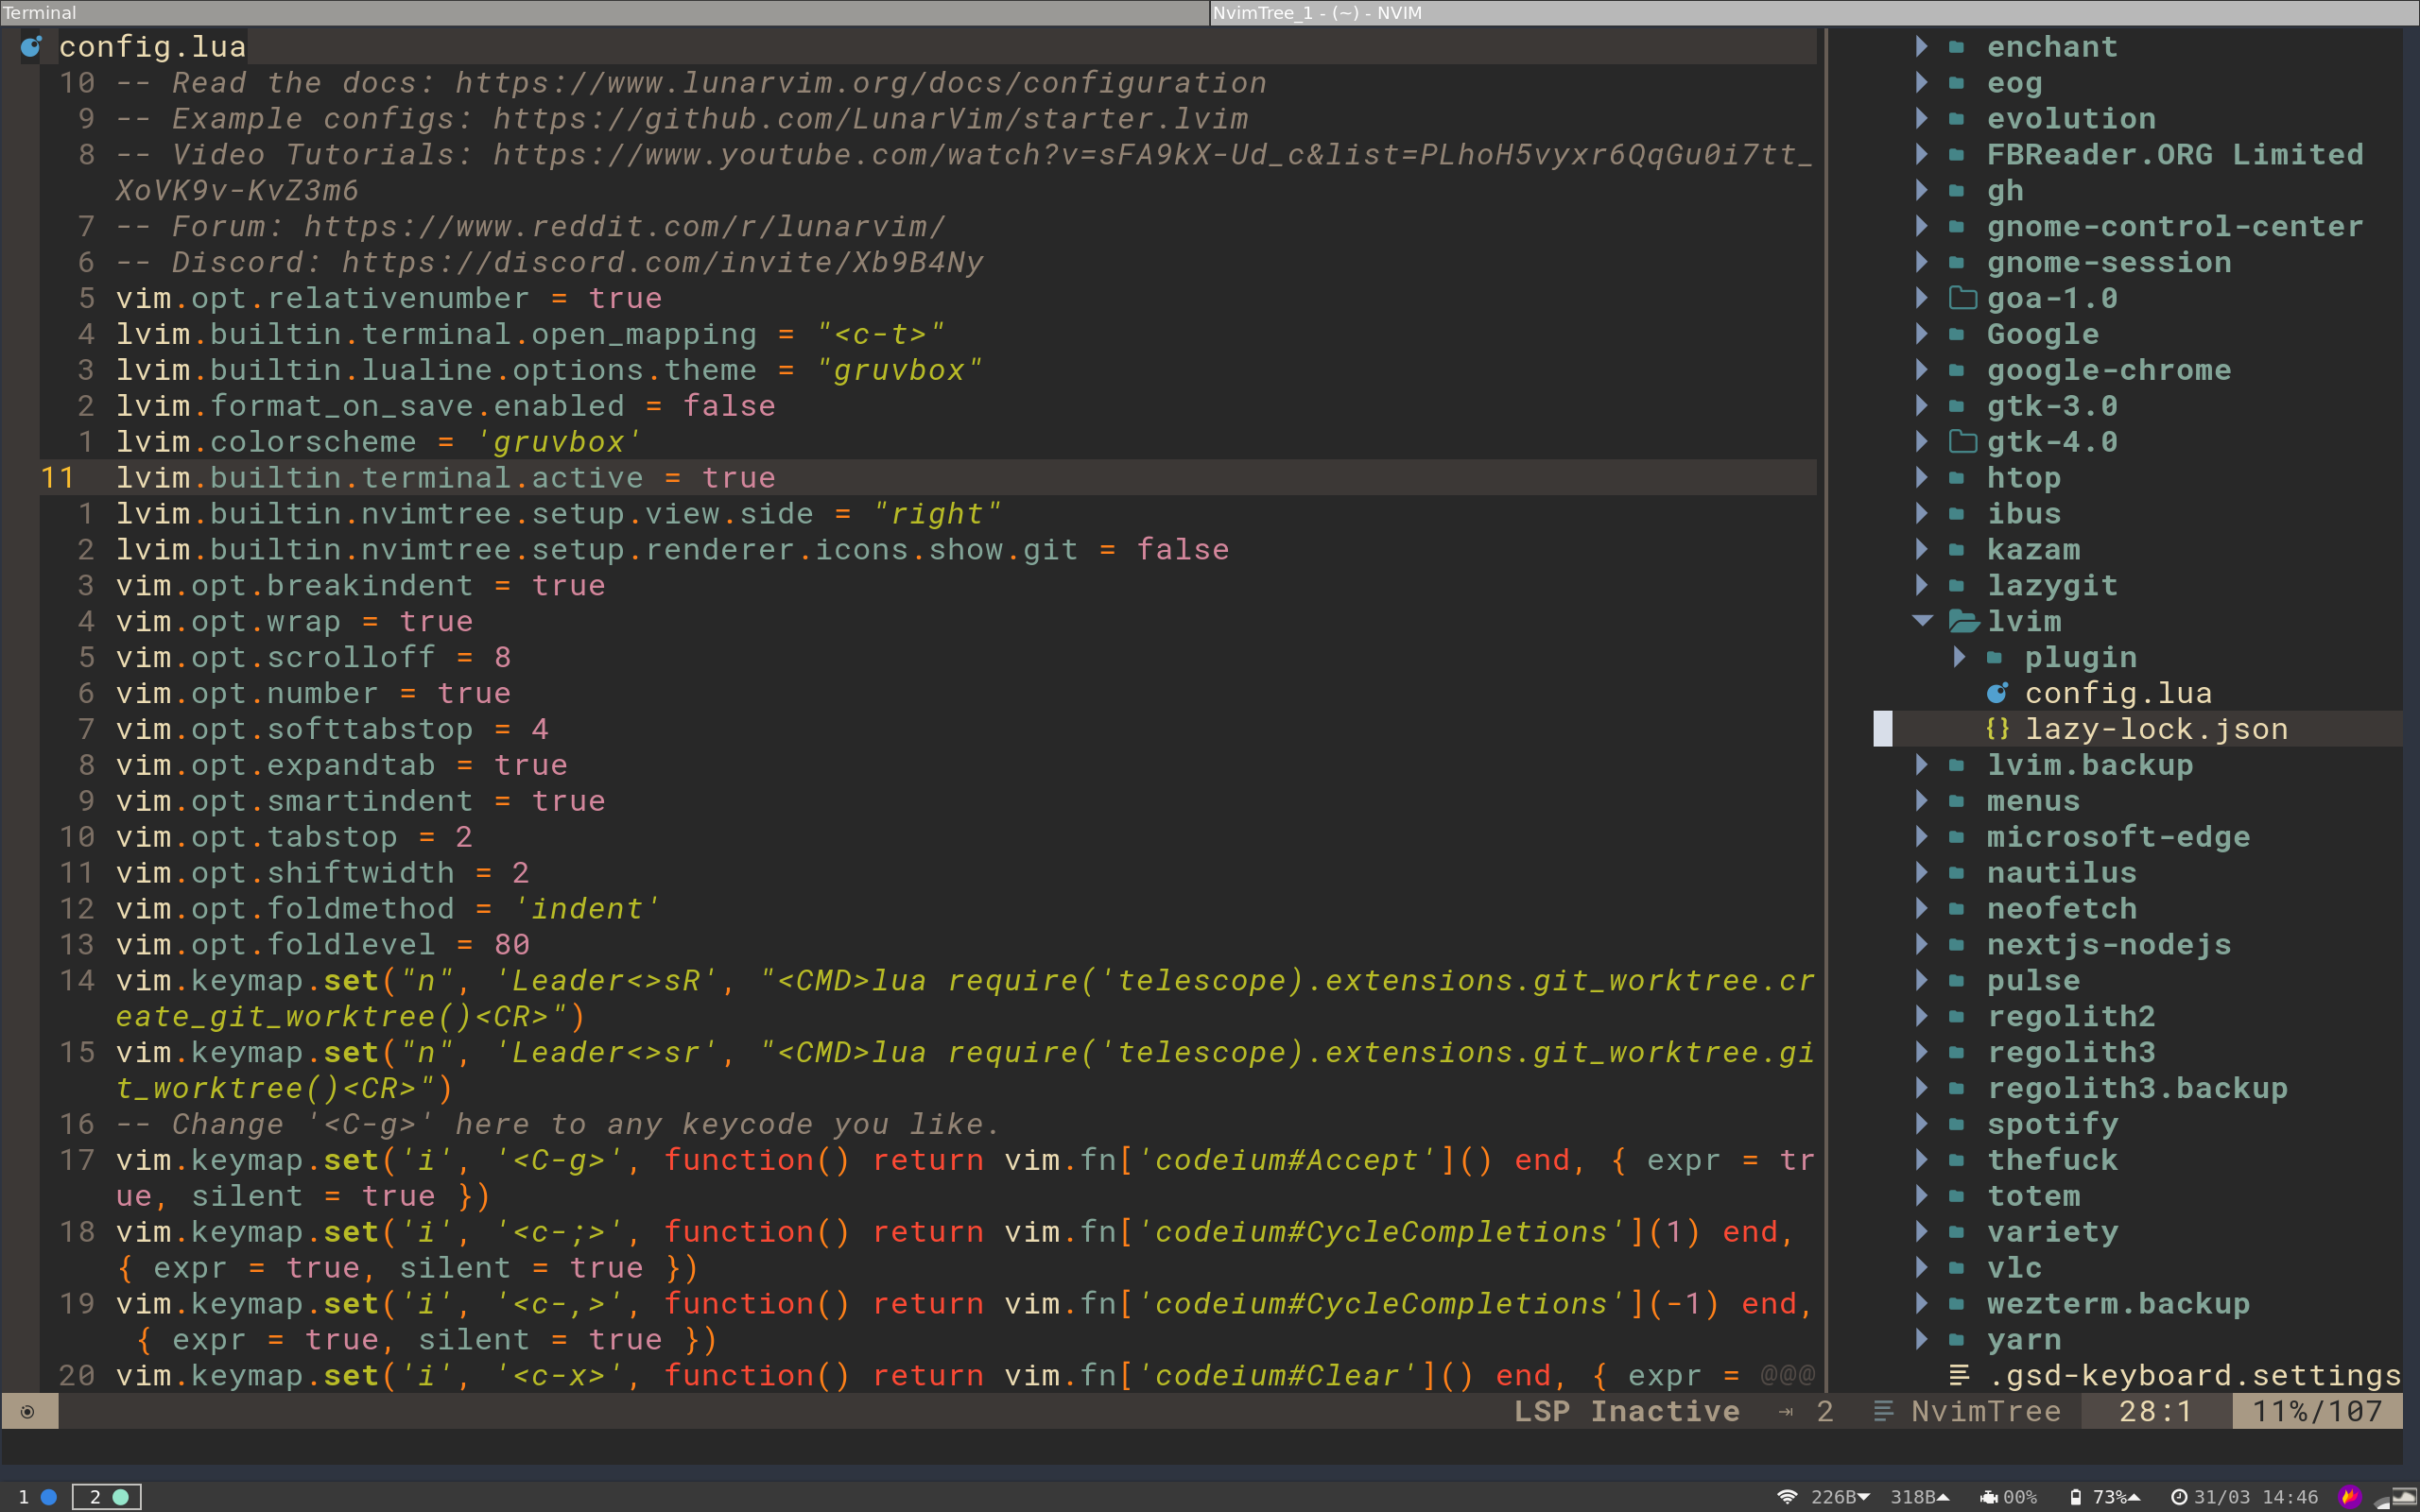 Terminal
NvimTree_1 - (~) - NVIM
config.lua
10 -- Read the docs: https://www.lunarvim.org/docs/configuration
9 -- Example configs: https://github.com/LunarVim/starter.lvim
8 -- Video Tutorials: https://www.youtube.com/watch?v=sFA9kX-Ud_c&list=PLhoH5vyxr6QqGu0i7tt_
XoVK9v-KvZ3m6
7 -- Forum: https://www.reddit.com/r/lunarvim/
6 -- Discord: https://discord.com/invite/Xb9B4Ny
5 vim.opt.relativenumber = true
4 lvim.builtin.terminal.open_mapping = "<c-t>"
3 lvim.builtin.lualine.options.theme = "gruvbox"
2 lvim.format_on_save.enabled = false
1 lvim.colorscheme = 'gruvbox'
11 lvim.builtin.terminal.active = true
1 lvim.builtin.nvimtree.setup.view.side = "right"
2 lvim.builtin.nvimtree.setup.renderer.icons.show.git = false
3 vim.opt.breakindent = true
4 vim.opt.wrap = true
5 vim.opt.scrolloff = 8
6 vim.opt.number = true
7 vim.opt.softtabstop = 4
8 vim.opt.expandtab = true
9 vim.opt.smartindent = true
10 vim.opt.tabstop = 2
11 vim.opt.shiftwidth = 2
12 vim.opt.foldmethod = 'indent'
13 vim.opt.foldlevel = 80
14 vim.keymap.set("n", 'Leader<>sR', "<CMD>lua require('telescope).extensions.git_worktree.cr
eate_git_worktree()<CR>")
15 vim.keymap.set("n", 'Leader<>sr', "<CMD>lua require('telescope).extensions.git_worktree.gi
t_worktree()<CR>")
16 -- Change '<C-g>' here to any keycode you like.
17 vim.keymap.set('i', '<C-g>', function() return vim.fn['codeium#Accept']() end, { expr = tr
ue, silent = true })
18 vim.keymap.set('i', '<c-;>', function() return vim.fn['codeium#CycleCompletions'](1) end,
{ expr = true, silent = true })
19 vim.keymap.set('i', '<c-,>', function() return vim.fn['codeium#CycleCompletions'](-1) end,
{ expr = true, silent = true })
20 vim.keymap.set('i', '<c-x>', function() return vim.fn['codeium#Clear']() end, { expr = @@@
enchant
eog
evolution
FBReader.ORG Limited
gh
gnome-control-center
gnome-session
goa-1.0
Google
google-chrome
gtk-3.0
gtk-4.0
htop
ibus
kazam
lazygit
lvim
plugin
config.lua
{} lazy-lock.json
lvim.backup
menus
microsoft-edge
nautilus
neofetch
nextjs-nodejs
pulse
regolith2
regolith3
regolith3.backup
spotify
thefuck
totem
variety
vlc
wezterm.backup
yarn
.gsd-keyboard.settings
LSP Inactive ⇥ 2 NvimTree 28:1 11%/107
1 2 226B 318B 00% 73% 31/03 14:46